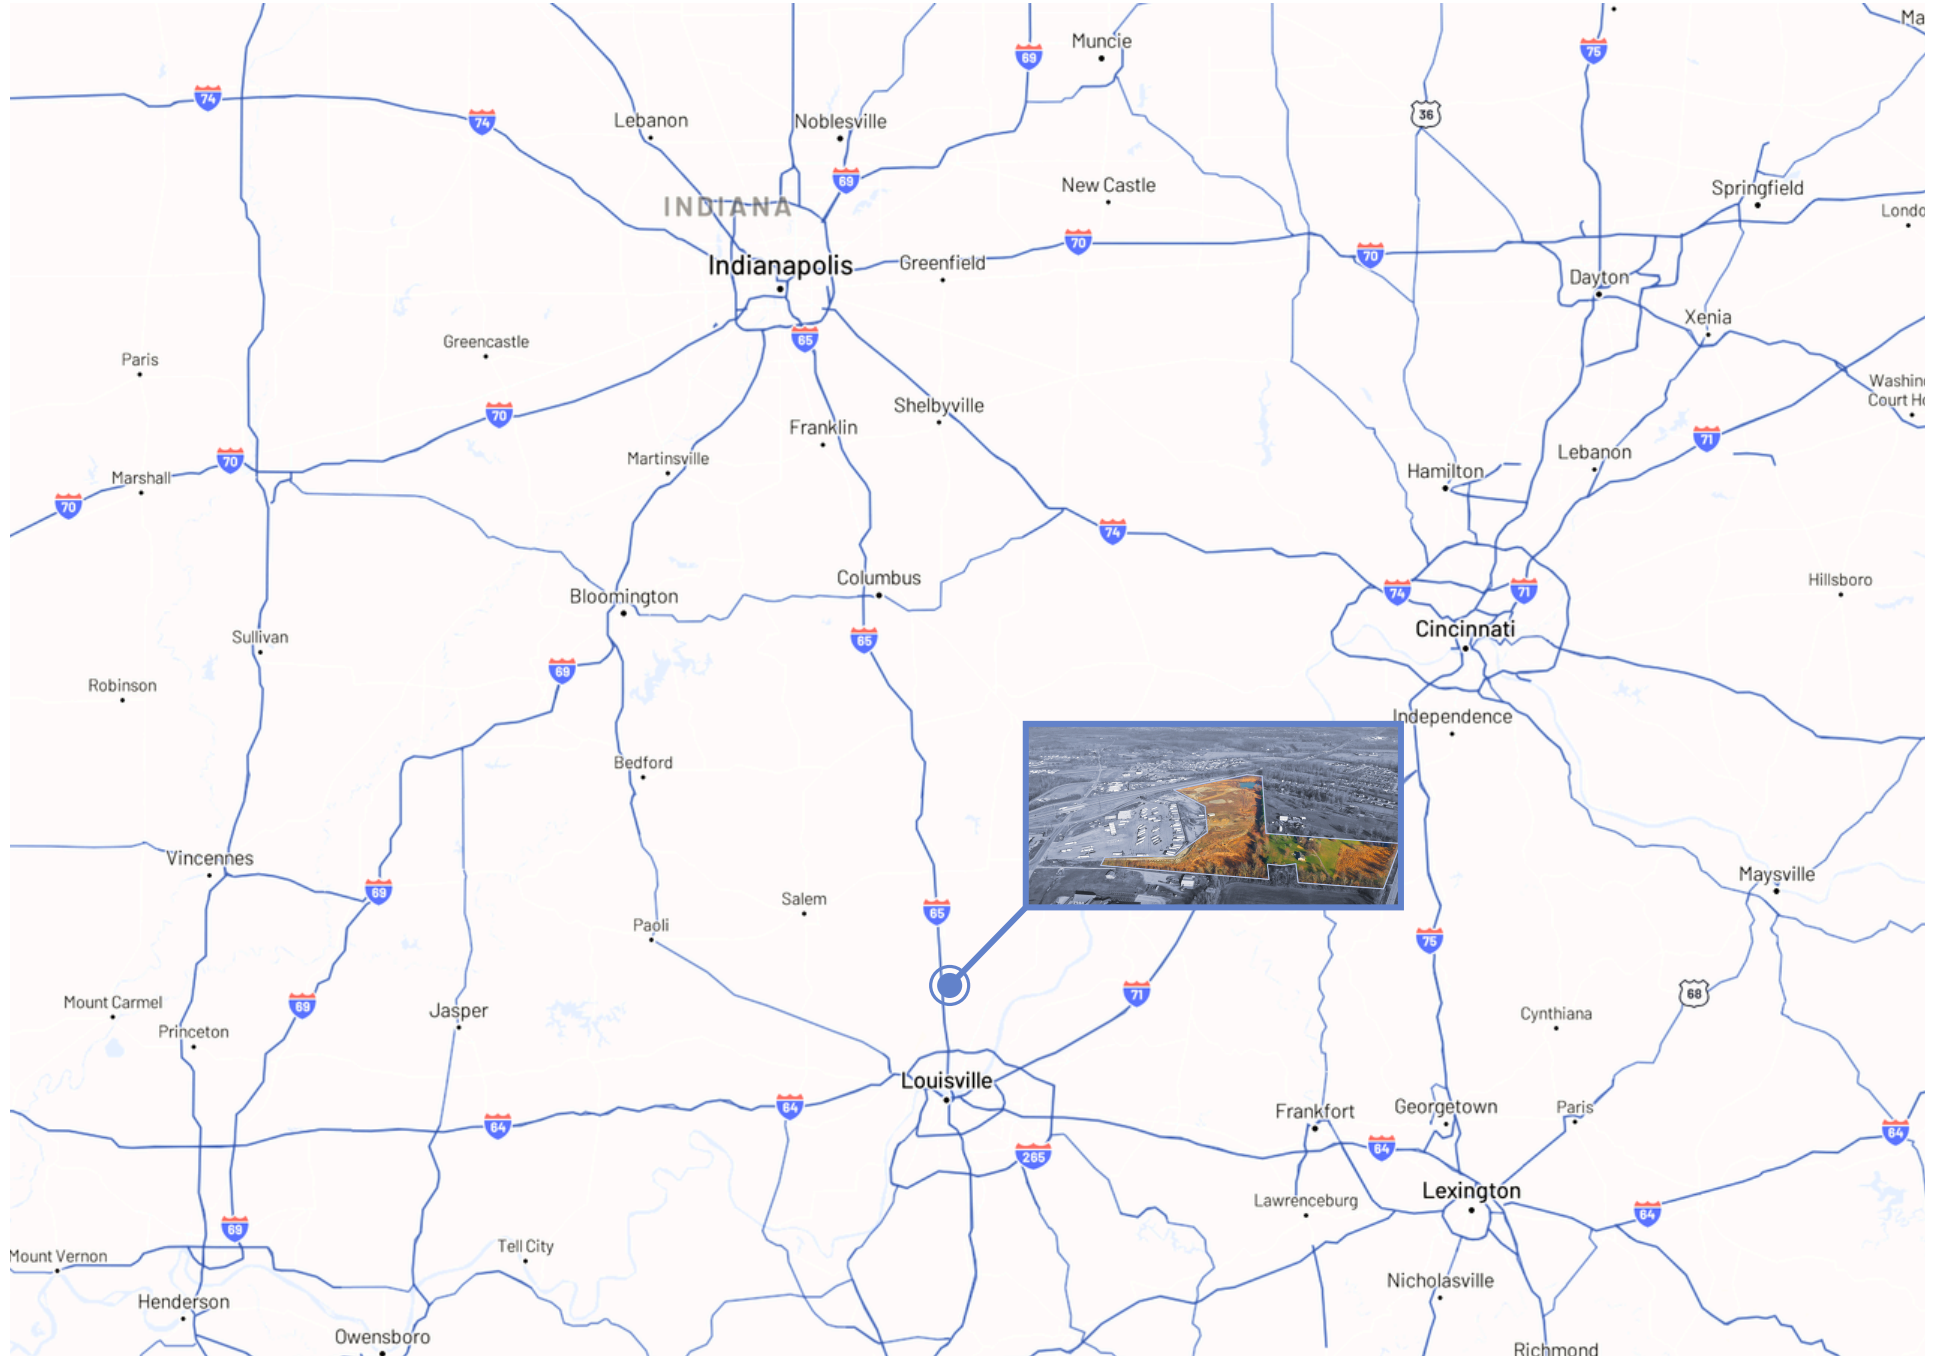 Ma
Muncie
75
69
74
36
74
Lebanon
Noblesville
69
New Castle
Springfield
INDIANA
Londo
70
70
Indianapolis
Greenfield
Dayton
Xenia
65
Greencastle
Paris
Washin
Court Ho
Shelbyville
70
Franklin
71
Martinsville
Lebanon
70
Hamilton
Marshall
70
74
Columbus
Hillsboro
Bloomington
74
71
Cincinnati
Sullivan
65
69
Robinson
Independence
Bedford
Vincennes
Maysville
69
Salem
65
Paoli
75
71
68
Mount Carmel
69
Jasper
Cynthiana
Princeton
Louisville
64
Frankfort
Georgetown
Paris
64
64
64
265
Lexington
Lawrenceburg
64
69
Mount Vernon
Tell City
Nicholasville
Henderson
Owensboro
Richmond